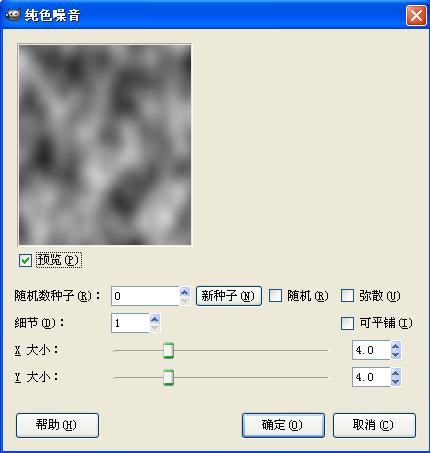 纯色噪音
预览(P)
随机数种子(R): 0 新种子(N) 随机(R) 弥散(U)
细节(D): 1 可平铺(I)
X 大小: 4.0
Y 大小: 4.0
帮助(H) 确定(O) 取消(C)